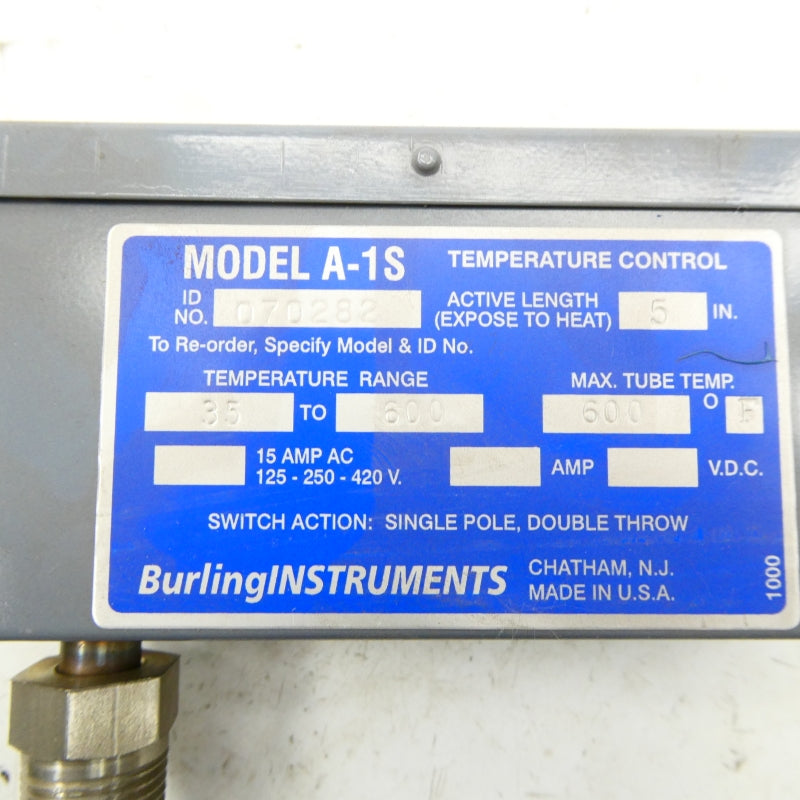 MODEL A-1S TEMPERATURE CONTROL
ID NO. 070282 ACTIVE LENGTH (EXPOSE TO HEAT) 5 IN.
To Re-order, Specify Model & ID No.
TEMPERATURE RANGE MAX. TUBE TEMP.
35 TO 600 600 O F
15 AMP AC 125 - 250 - 420 V. AMP V.D.C.
SWITCH ACTION: SINGLE POLE, DOUBLE THROW
BurlingINSTRUMENTS CHATHAM, N.J.
MADE IN U.S.A.
1000